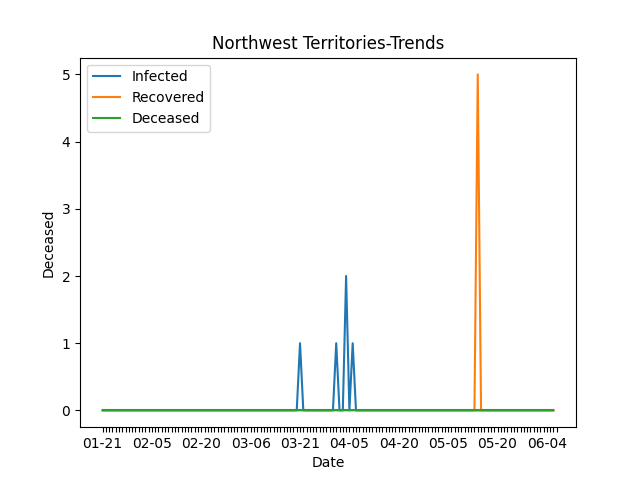 Northwest Territories-Trends
Infected
Recovered
Deceased
5
4
3
2
1
0
Deceased
01-21 02-05 02-20 03-06 03-21 04-05 04-20 05-05 05-20 06-04
Date